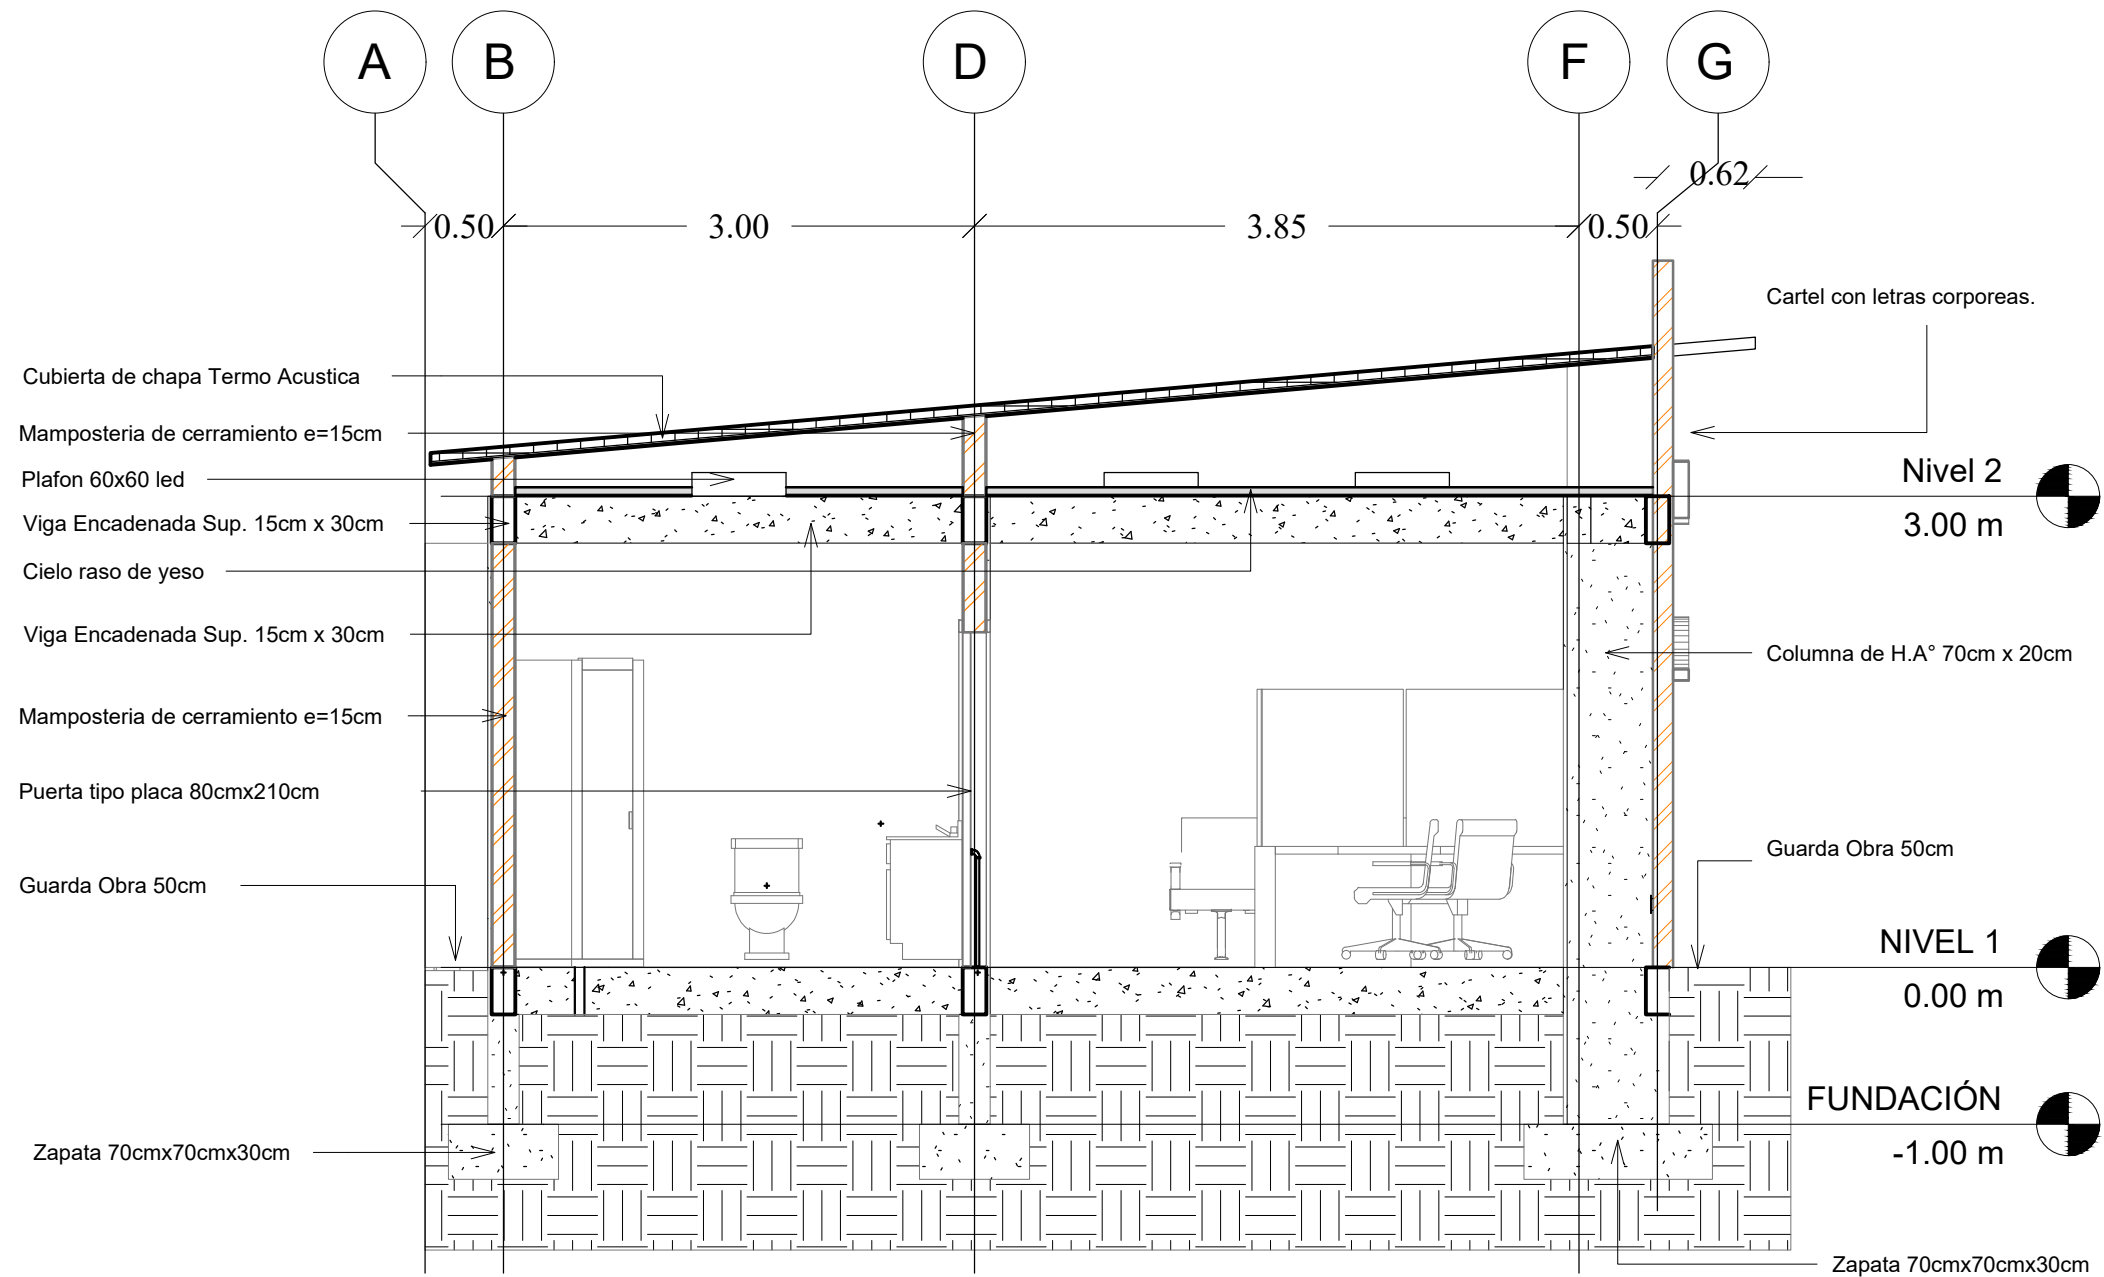 A
B
D
F
G
0.62
0.50
3.00
3.85
0.50
Cartel con letras corporeas.
Cubierta de chapa Termo Acustica
Mamposteria de cerramiento e=15cm
Plafon 60x60 led
Nivel 2
3.00 m
Viga Encadenada Sup. 15cm x 30cm
Cielo raso de yeso
Viga Encadenada Sup. 15cm x 30cm
Columna de H.A° 70cm x 20cm
Mamposteria de cerramiento e=15cm
Puerta tipo placa 80cmx210cm
Guarda Obra 50cm
Guarda Obra 50cm
NIVEL 1
0.00 m
FUNDACIÓN
-1.00 m
Zapata 70cmx70cmx30cm
Zapata 70cmx70cmx30cm